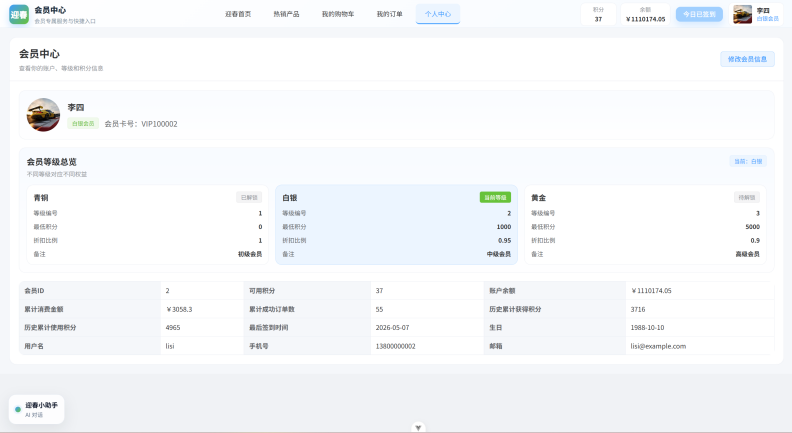 迎春
会员中心
会员专属服务与快捷入口
迎春首页
热销产品
我的购物车
我的订单
个人中心
积分
37
余额
￥1110174.05
今日已签到
李四
白银会员
会员中心
查看你的账户、等级和积分信息
修改会员信息
李四
白银会员
会员卡号：VIP100002
会员等级总览
不同等级对应不同权益
当前：白银
青铜
已解锁
等级编号 1
最低积分 0
折扣比例 1
备注 初级会员
白银
当前等级
等级编号 2
最低积分 1000
折扣比例 0.95
备注 中级会员
黄金
待解锁
等级编号 3
最低积分 5000
折扣比例 0.9
备注 高级会员
会员ID 2 可用积分 37 账户余额 ￥1110174.05
累计消费金额 ￥3058.3 累计成功订单数 55 历史累计获得积分 3716
历史累计使用积分 4965 最后签到时间 2026-05-07 生日 1988-10-10
用户名 lisi 手机号 13800000002 邮箱 lisi@example.com
迎春小助手
AI 对话